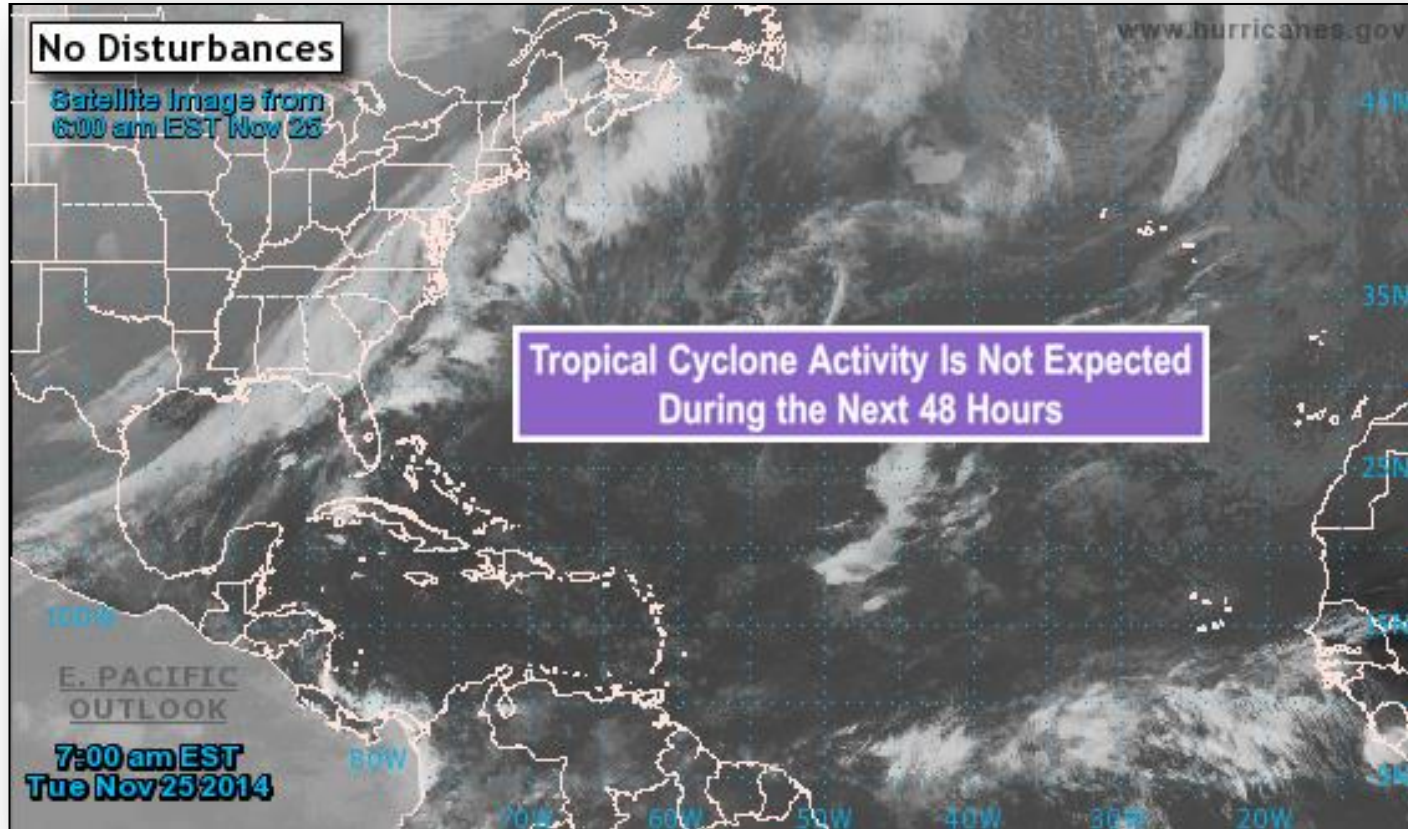 No Disturbances
www.hurricanes.gov
Satellite Image from
6:00 am EST Nov 25
45N
35N
Tropical Cyclone Activity Is Not Expected
During the Next 48 Hours
25N
100W
15N
E. PACIFIC
OUTLOOK
7:00 am EST
Tue Nov 25 2014
80W
5N
70W
60W
50W
40W
30W
20W